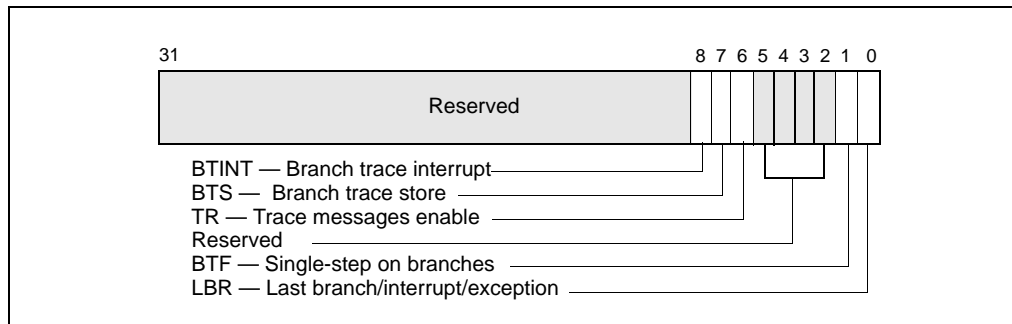 31 8 7 6 5 4 3 2 1 0
Reserved
BTINT — Branch trace interrupt
BTS — Branch trace store
TR — Trace messages enable
Reserved
BTF — Single-step on branches
LBR — Last branch/interrupt/exception